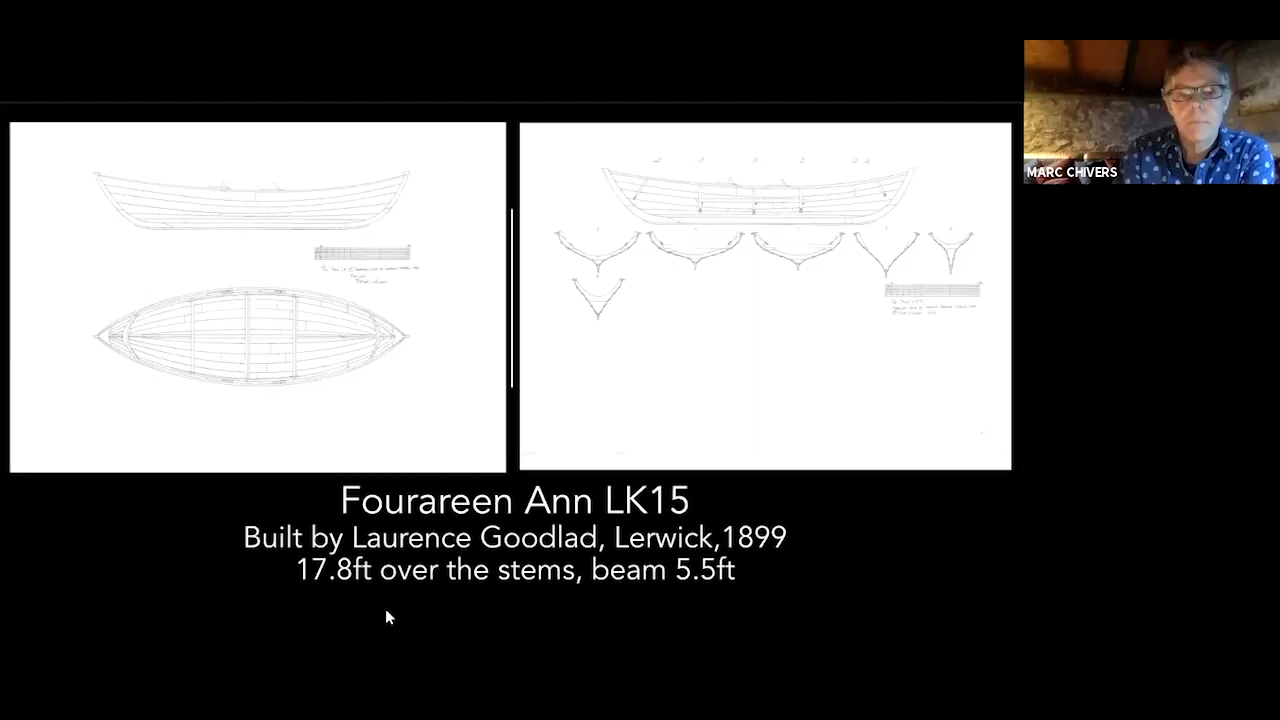 MARC CHIVERS
Fourareen Ann LK15
Built by Laurence Goodlad, Lerwick,1899
17.8ft over the stems, beam 5.5ft